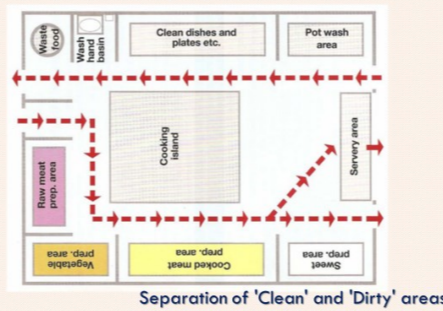 Waste
food
Wash
hand
basin
Clean dishes and
plates etc.
Pot wash
area
Cooking
island
Servery area
Raw meat
prep. area
Vegetable
prep. area
Cooked meat
prep. area
Sweet
prep. area
Separation of 'Clean' and 'Dirty' areas